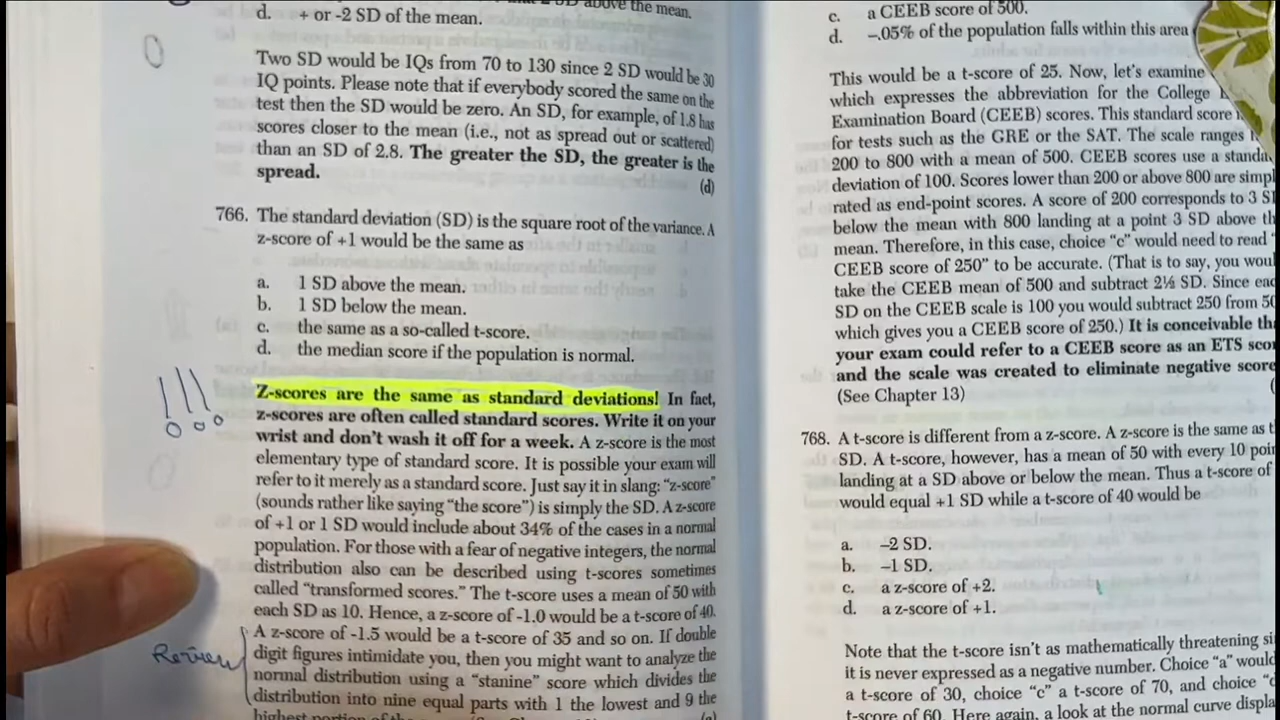 above the mean.
d. + or -2 SD of the mean.
Two SD would be IQs from 70 to 130 since 2 SD would be 30
IQ points. Please note that if everybody scored the same on the
test then the SD would be zero. An SD, for example, of 1.8 has
scores closer to the mean (i.e., not as spread out or scattered)
than an SD of 2.8. The greater the SD, the greater is the
spread. (d)
766. The standard deviation (SD) is the square root of the variance. A
z-score of +1 would be the same as
a. 1 SD above the mean.
b. 1 SD below the mean.
c. the same as a so-called t-score.
d. the median score if the population is normal.
!!!
Z-scores are the same as standard deviations! In fact,
z-scores are often called standard scores. Write it on your
wrist and don't wash it off for a week. A z-score is the most
elementary type of standard score. It is possible your exam will
refer to it merely as a standard score. Just say it in slang: "z-score"
(sounds rather like saying "the score") is simply the SD. A z-score
of +1 or 1 SD would include about 34% of the cases in a normal
population. For those with a fear of negative integers, the normal
distribution also can be described using t-scores sometimes
called "transformed scores." The t-score uses a mean of 50 with
each SD as 10. Hence, a z-score of -1.0 would be a t-score of 40.
A z-score of -1.5 would be a t-score of 35 and so on. If double
Review
digit figures intimidate you, then you might want to analyze the
normal distribution using a "stanine" score which divides the
distribution into nine equal parts with 1 the lowest and 9 the
highest portion of the
c. a CEEB score of 500.
d. –.05% of the population falls within this area
This would be a t-score of 25. Now, let's examine
which expresses the abbreviation for the College
Examination Board (CEEB) scores. This standard score
for tests such as the GRE or the SAT. The scale ranges
200 to 800 with a mean of 500. CEEB scores use a standa
deviation of 100. Scores lower than 200 or above 800 are simpl
rated as end-point scores. A score of 200 corresponds to 3 S
below the mean with 800 landing at a point 3 SD above th
mean. Therefore, in this case, choice "c" would need to read "
CEEB score of 250" to be accurate. (That is to say, you woul
take the CEEB mean of 500 and subtract 2½ SD. Since eac
SD on the CEEB scale is 100 you would subtract 250 from 50
which gives you a CEEB score of 250.) It is conceivable tha
your exam could refer to a CEEB score as an ETS scor
and the scale was created to eliminate negative score
(See Chapter 13)
768. A t-score is different from a z-score. A z-score is the same as t
SD. A t-score, however, has a mean of 50 with every 10 poin
landing at a SD above or below the mean. Thus a t-score of
would equal +1 SD while a t-score of 40 would be
a. –2 SD.
b. –1 SD.
c. a z-score of +2.
d. a z-score of +1.
Note that the t-score isn't as mathematically threatening si
it is never expressed as a negative number. Choice "a" would
a t-score of 30, choice "c" a t-score of 70, and choice "
t-score of 60. Here again, a look at the normal curve displa